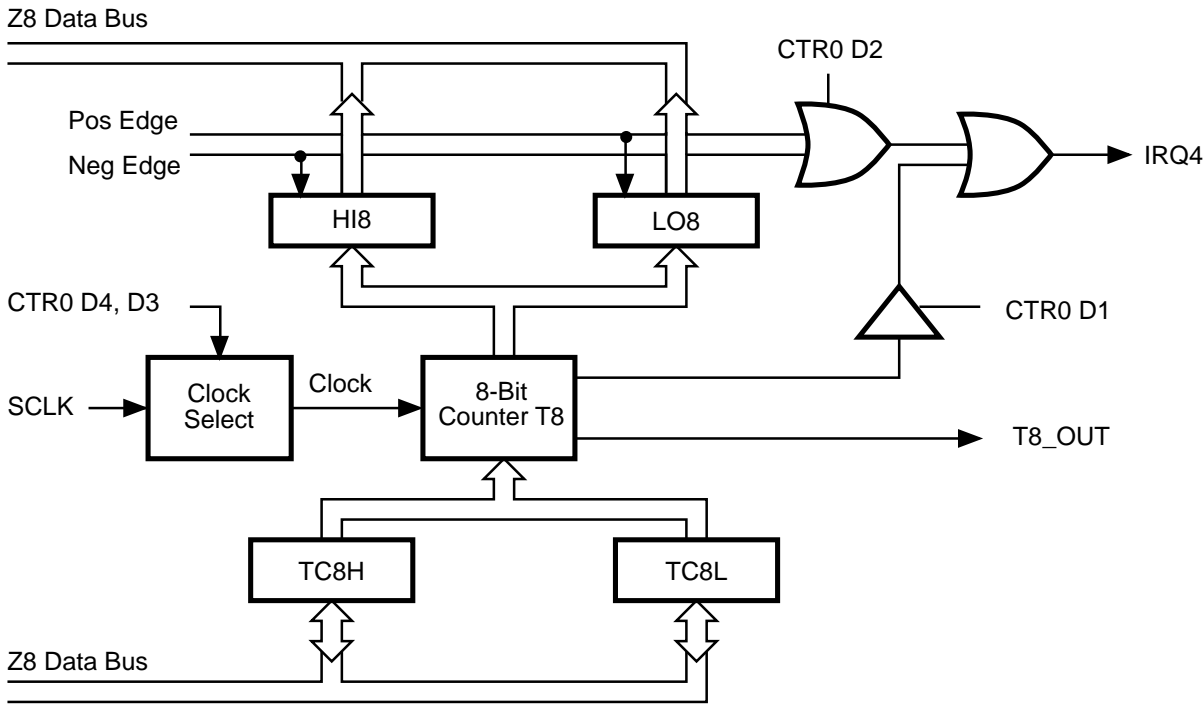 Z8 Data Bus
CTR0 D2
Pos Edge
Neg Edge
IRQ4
HI8
LO8
CTR0 D4, D3
CTR0 D1
SCLK
Clock
Select
Clock
8-Bit
Counter T8
T8_OUT
TC8H
TC8L
Z8 Data Bus